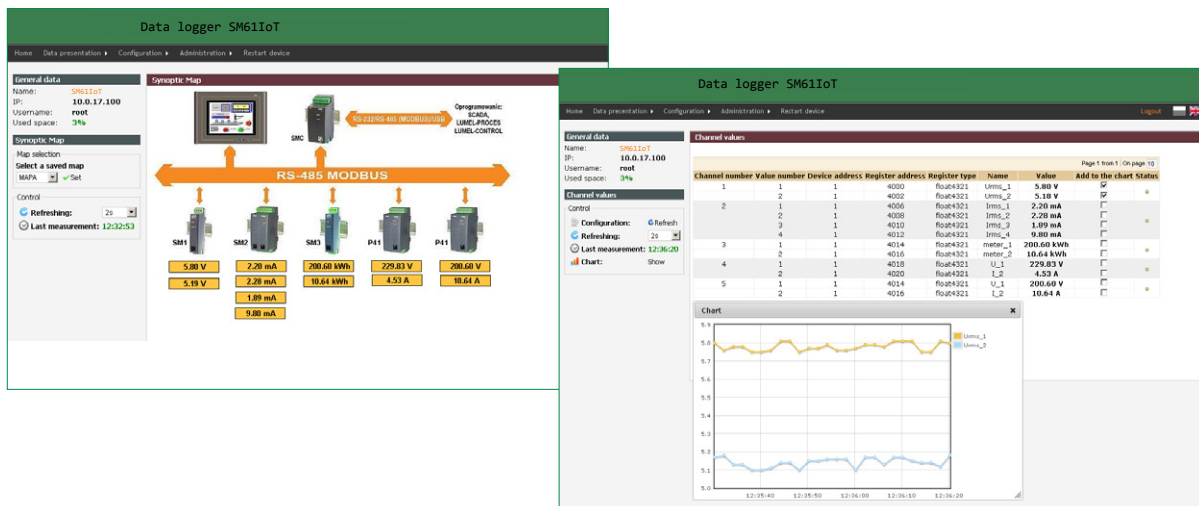 Data logger SM61IoT
Home Data presentation Configuration Administration Restart device
General data
Name: SM61IoT
IP: 10.0.17.100
Username: root
Used space: 3%
Synoptic Map
Map selection
Select a saved map
MAPA Set
Control
Refreshing: 2s
Last measurement: 12:32:53
Synoptic Map
SMC
RS-232/RS-485 (MODBUS)/USB
Oprogramowanie:
SCADA,
LUMEL-PROCES
LUMEL-CONTROL
RS-485 MODBUS
SM1 SM2 SM3 P41 P41
5.80 V 2.20 mA 200.60 kWh 229.83 V 200.60 V
5.19 V 2.28 mA 10.64 kWh 4.53 A 10.64 A
1.89 mA
9.80 mA
Data logger SM61IoT
Home Data presentation Configuration Administration Restart device Logout
General data
Name: SM61IoT
IP: 10.0.17.100
Username: root
Used space: 3%
Channel values
Control
Configuration: Refresh
Refreshing: 2s
Last measurement: 12:36:20
Chart: Show
Channel values
Page 1 from 1 On page 10
Channel number Value number Device address Register address Register type Name Value Add to the chart Status
1 1 1 4000 float4321 Urms_1 5.80 V
2 1 4002 float4321 Urms_2 5.18 V
2 1 1 4006 float4321 Irms_1 2.20 mA
2 1 4008 float4321 Irms_2 2.28 mA
3 1 4010 float4321 Irms_3 1.89 mA
4 1 4012 float4321 Irms_4 9.80 mA
3 1 1 4014 float4321 meter_1 200.60 kWh
2 1 4016 float4321 meter_2 10.64 kWh
4 1 1 4018 float4321 U_1 229.83 V
2 1 4020 float4321 I_2 4.53 A
5 1 1 4014 float4321 U_1 200.60 V
2 1 4016 float4321 I_2 10.64 A
Chart
5.9
5.8
5.7
5.6
5.5
5.4
5.3
5.2
5.1
5.0
12:35:40 12:35:50 12:36:00 12:36:10 12:36:20
Urms_1
Urms_2